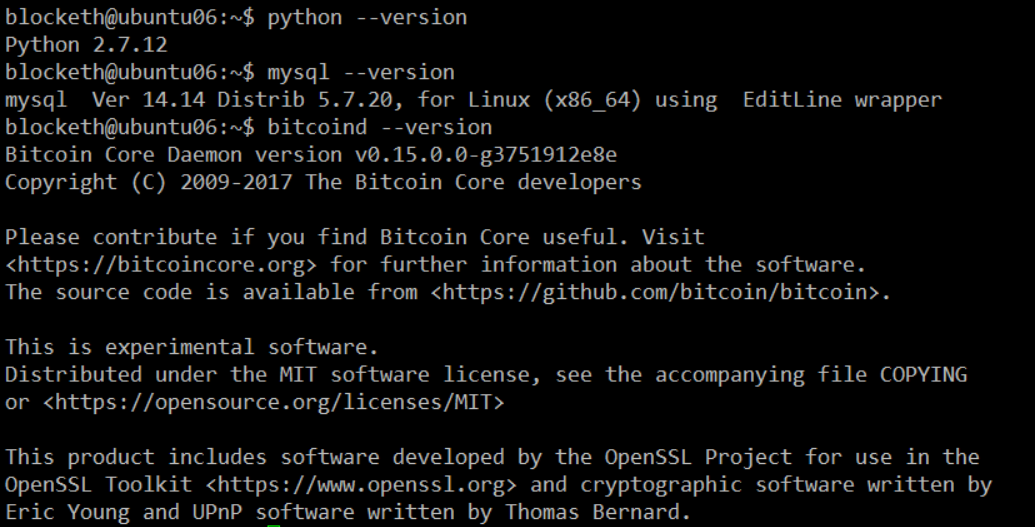 blocketh@ubuntu06:~$ python --version
Python 2.7.12
blocketh@ubuntu06:~$ mysql --version
mysql  Ver 14.14 Distrib 5.7.20, for Linux (x86_64) using  EditLine wrapper
blocketh@ubuntu06:~$ bitcoind --version
Bitcoin Core Daemon version v0.15.0.0-g3751912e8e
Copyright (C) 2009-2017 The Bitcoin Core developers
Please contribute if you find Bitcoin Core useful. Visit
<https://bitcoincore.org> for further information about the software.
The source code is available from <https://github.com/bitcoin/bitcoin>.
This is experimental software.
Distributed under the MIT software license, see the accompanying file COPYING
or <https://opensource.org/licenses/MIT>
This product includes software developed by the OpenSSL Project for use in the
OpenSSL Toolkit <https://www.openssl.org> and cryptographic software written by
Eric Young and UPnP software written by Thomas Bernard.